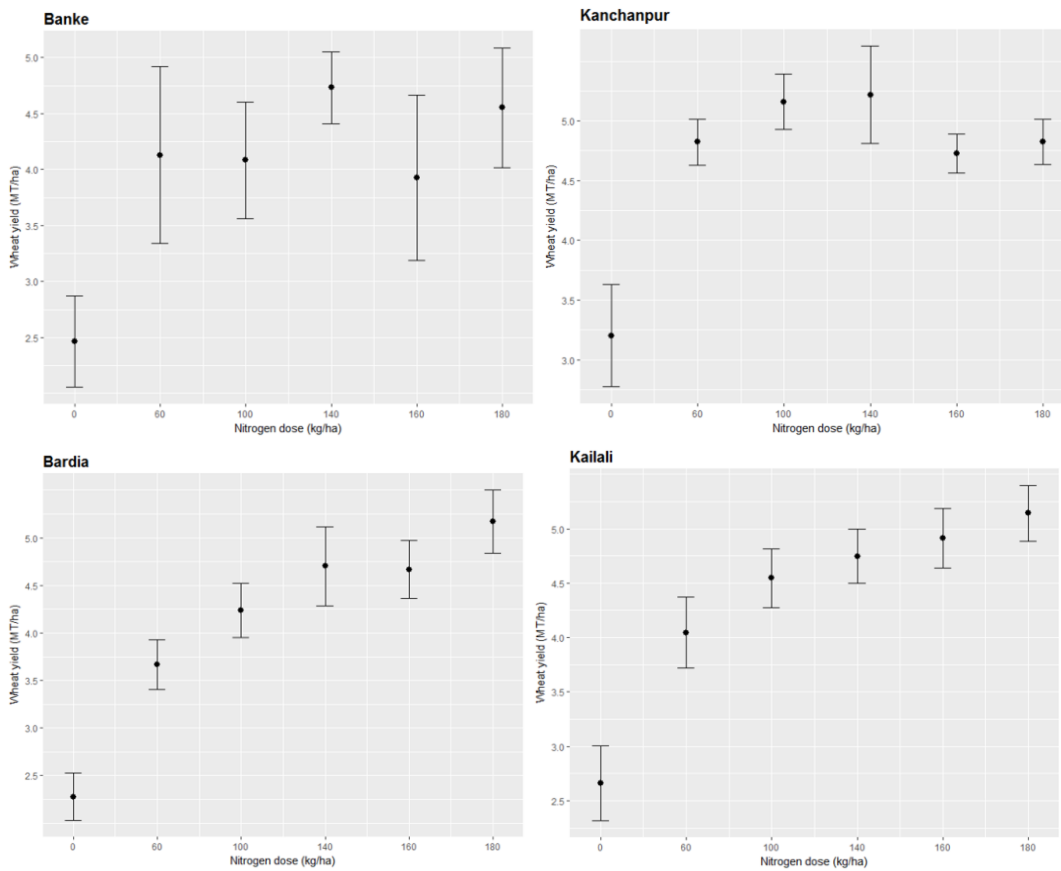 Banke
Wheat yield (MT/ha)
5.0
4.5
4.0
3.5
3.0
2.5
0 60 100 140 160 180
Nitrogen dose (kg/ha)
Kanchanpur
Wheat yield (MT/ha)
5.0
4.5
4.0
3.5
3.0
0 60 100 140 160 180
Nitrogen dose (kg/ha)
Bardia
Wheat yield (MT/ha)
5.0
4.5
4.0
3.5
3.0
2.5
0 60 100 140 160 180
Nitrogen dose (kg/ha)
Kailali
Wheat yield (MT/ha)
5.0
4.5
4.0
3.5
3.0
2.5
0 60 100 140 160 180
Nitrogen dose (kg/ha)